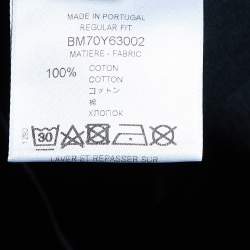 MADE IN PORTUGAL
REGULAR FIT
BM70Y63002
MATIERE - FABRIC
100% COTON
COTTON
コットン
棉
ХЛОПОК
30
LAVER ET REPASSER SUR